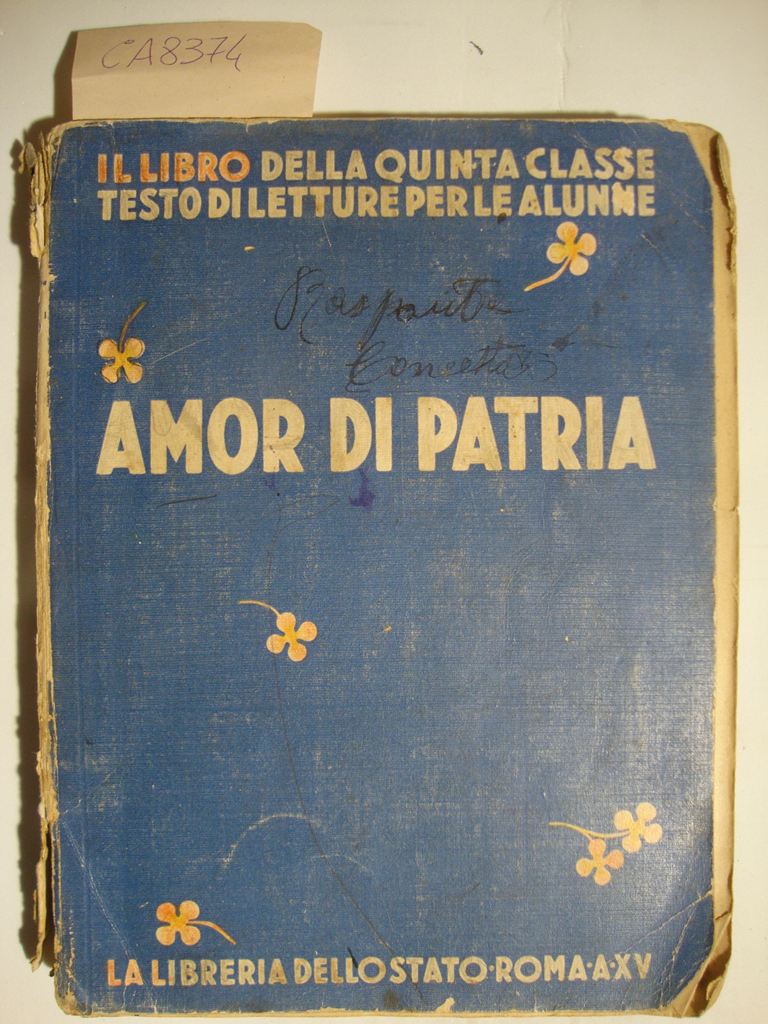 CA8374
IL LIBRO DELLA QUINTA CLASSE
TESTO DI LETTURE PER LE ALUNNE
Concetta
AMOR DI PATRIA
LA LIBRERIA DELLO STATO·ROMA·A·XV